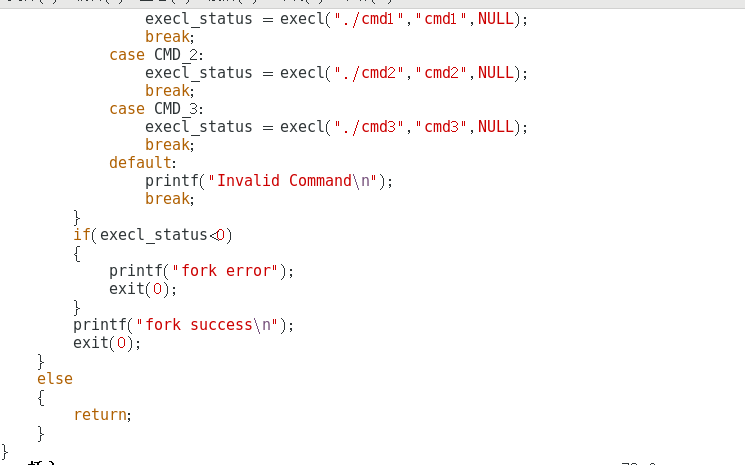 execl_status = execl("./cmd1","cmd1",NULL);
break;
case CMD_2:
execl_status = execl("./cmd2","cmd2",NULL);
break;
case CMD_3:
execl_status = execl("./cmd3","cmd3",NULL);
break;
default:
printf("Invalid Command\n");
break;
}
if(execl_status<0)
{
printf("fork error");
exit(0);
}
printf("fork success\n");
exit(0);
}
else
{
return;
}
}